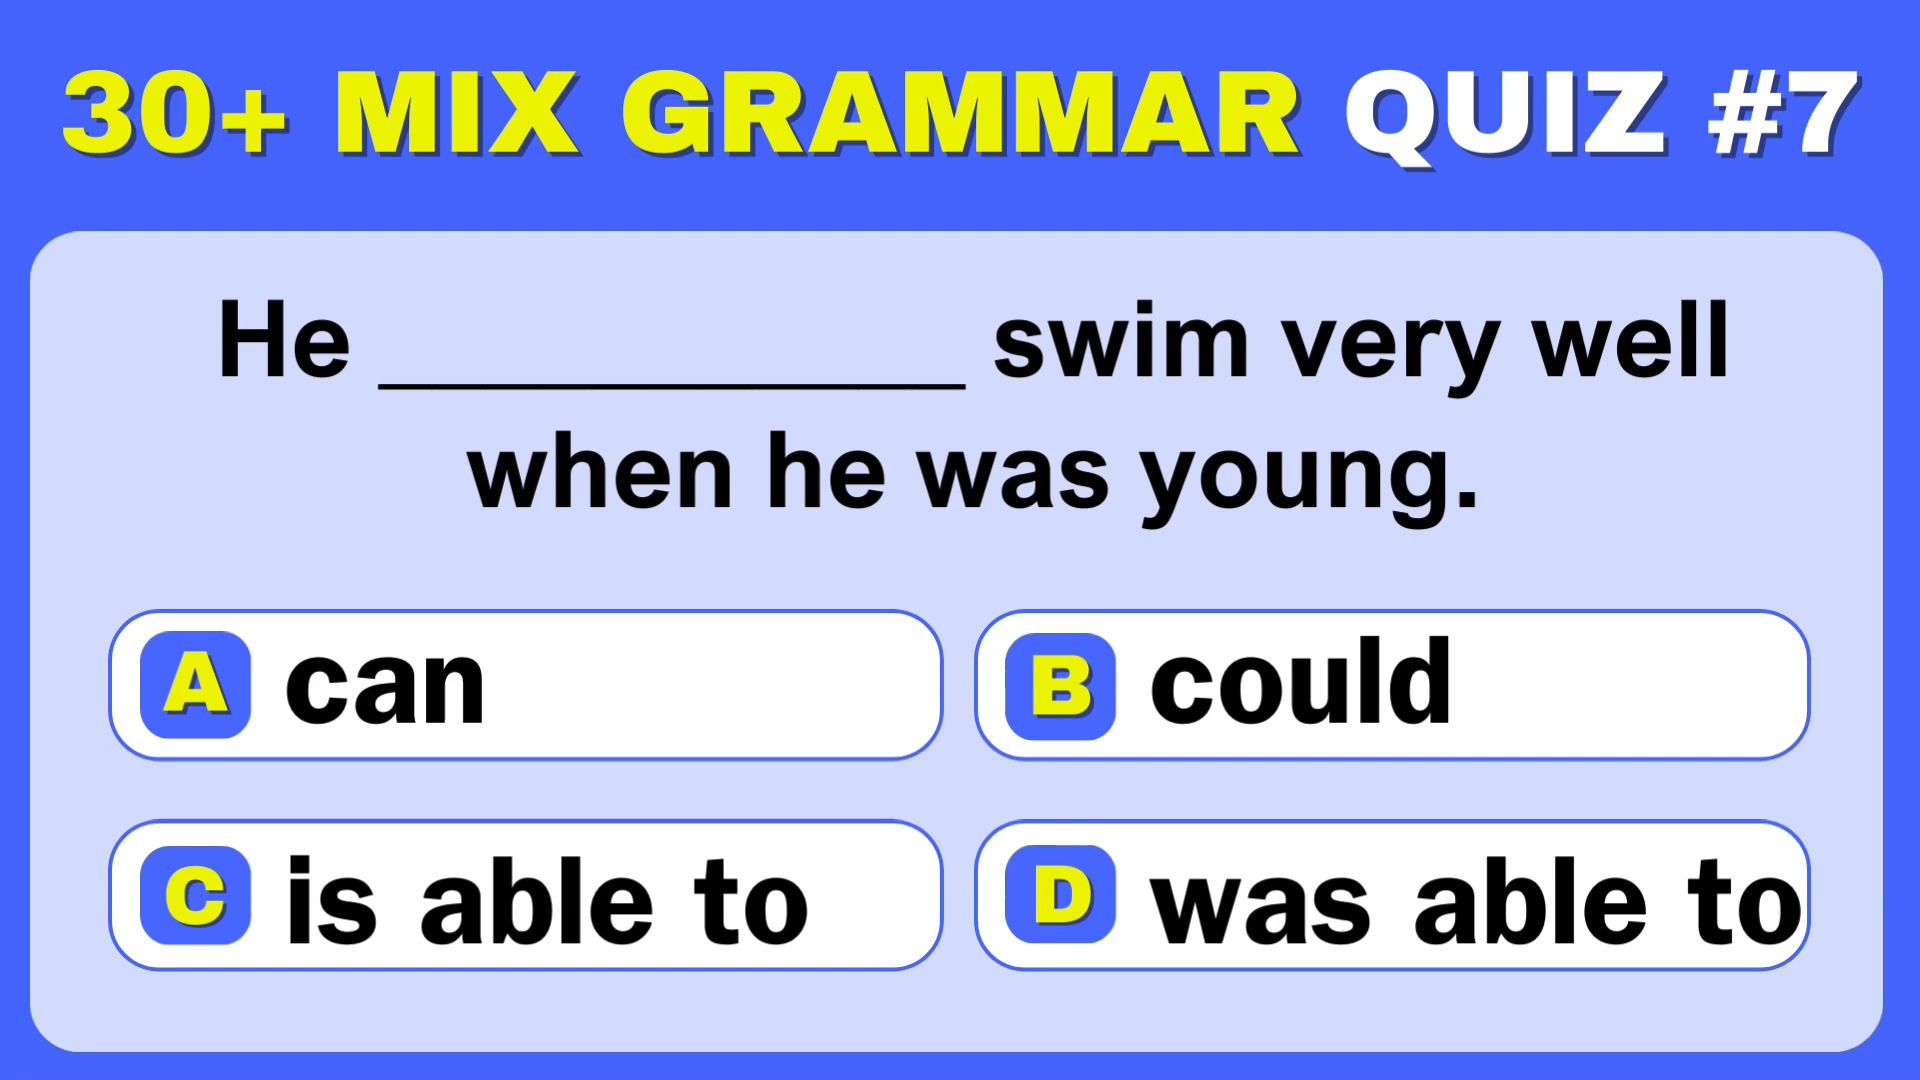 30+ MIX GRAMMAR QUIZ #7
He ___________ swim very well
when he was young.
A can
B could
C is able to
D was able to